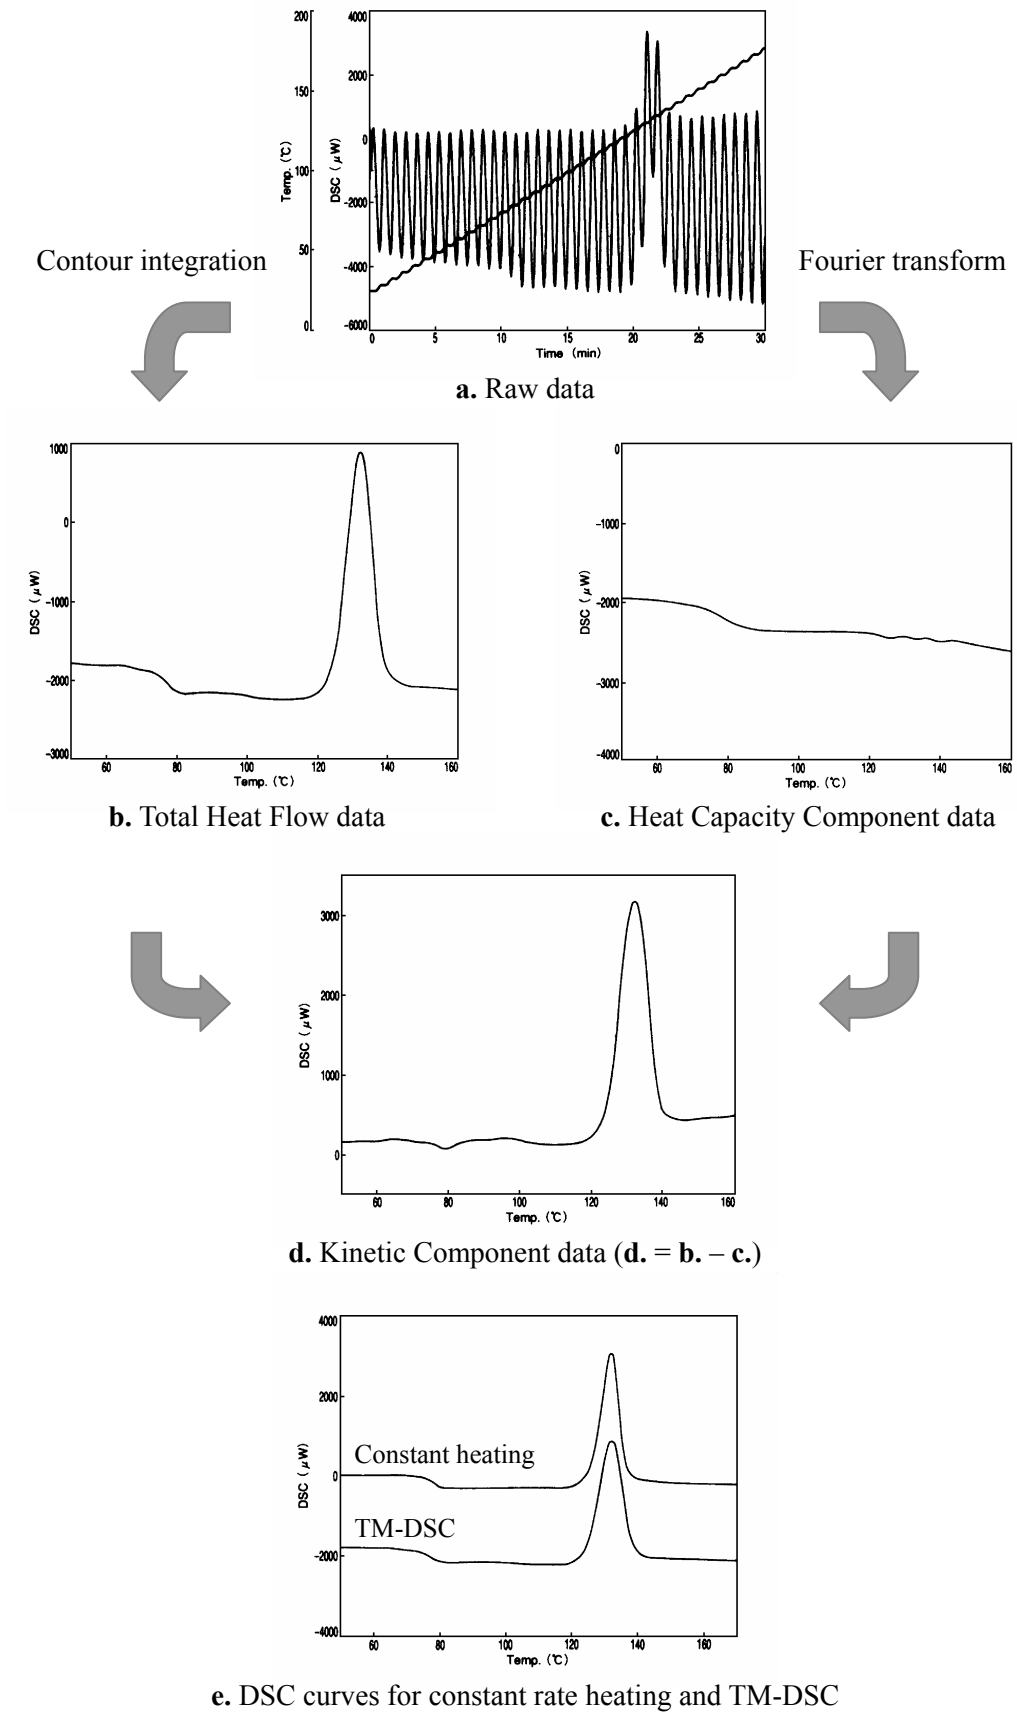 200
150
100
50
0
Temp. (℃)
4000
2000
0
-2000
-4000
-6000
DSC ( μW)
0 5 10 15 20 25 30
Time (min)
Contour integration
Fourier transform
a. Raw data
1000
0
-1000
-2000
-3000
DSC ( μW)
60 80 100 120 140 160
Temp. (℃)
b. Total Heat Flow data
0
-1000
-2000
-3000
-4000
DSC ( μW)
60 80 100 120 140 160
Temp. (℃)
c. Heat Capacity Component data
3000
2000
1000
0
DSC ( μW)
60 80 100 120 140 160
Temp. (℃)
d. Kinetic Component data (d. = b. – c.)
4000
2000
0
-2000
-4000
DSC ( μW)
Constant heating
TM-DSC
60 80 100 120 140 160
Temp. (℃)
e. DSC curves for constant rate heating and TM-DSC